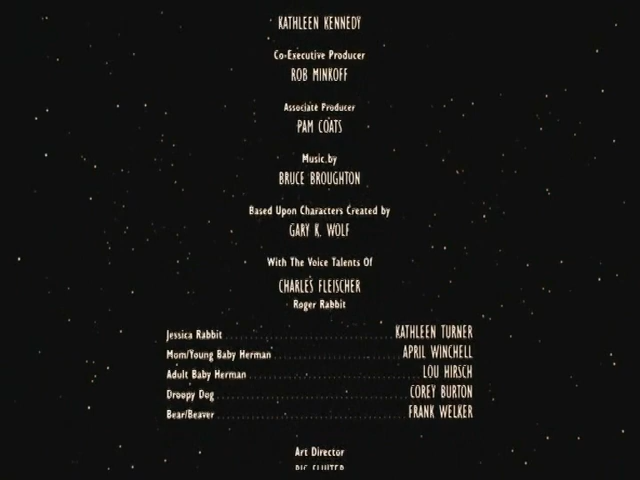 KATHLEEN KENNEDY
Co-Executive Producer
ROB MINKOFF
Associate Producer
PAM COATS
Music by
BRUCE BROUGHTON
Based Upon Characters Created by
GARY K. WOLF
With The Voice Talents Of
CHARLES FLEISCHER
Roger Rabbit
Jessica Rabbit KATHLEEN TURNER
Mom/Young Baby Herman APRIL WINCHELL
Adult Baby Herman LOU HIRSCH
Droopy Dog COREY BURTON
Bear/Beaver FRANK WELKER
Art Director